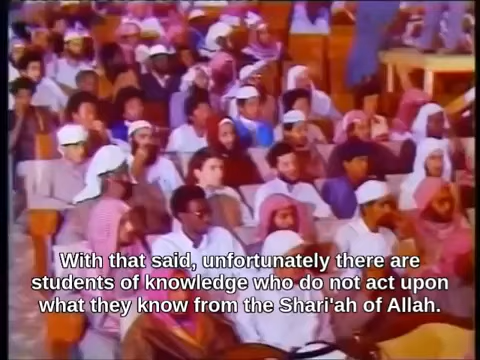 With that said, unfortunately there are
students of knowledge who do not act upon
what they know from the Shari'ah of Allah.